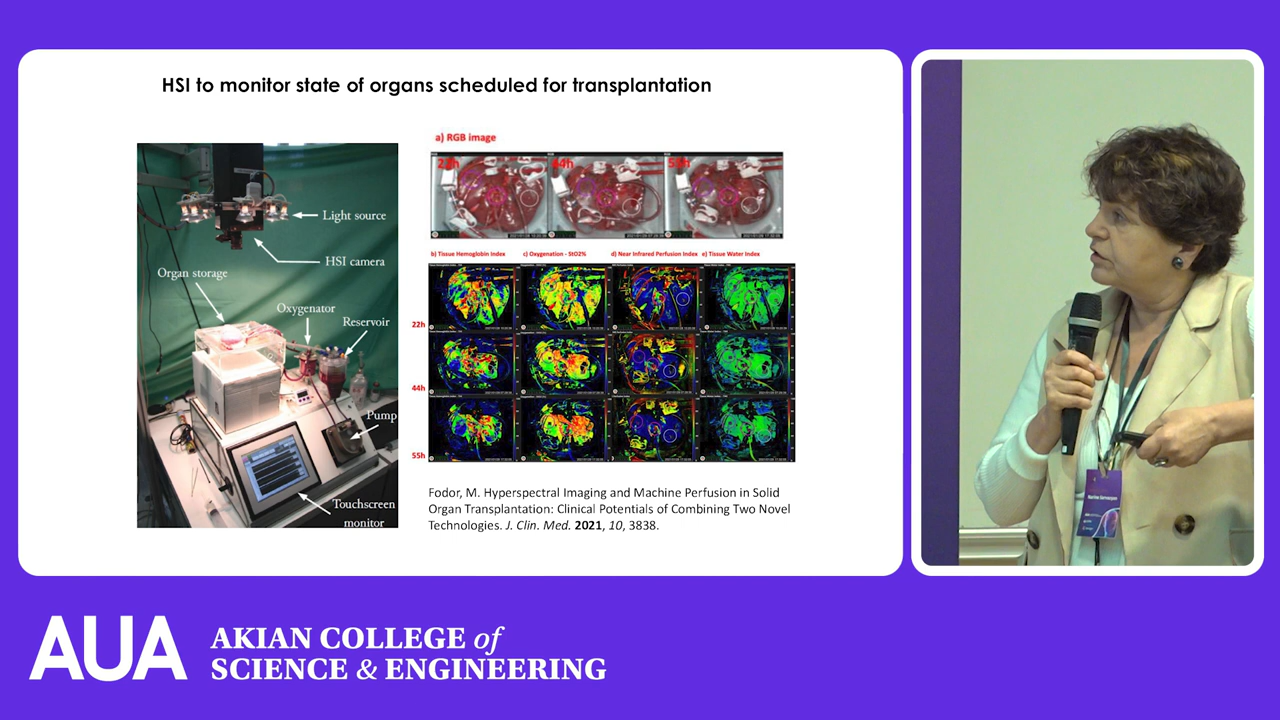 HSI to monitor state of organs scheduled for transplantation
Light source
HSI camera
Organ storage
Oxygenator
Reservoir
Pump
Touchscreen
monitor
a) RGB image
22h
44h
55h
b) Tissue Hemoglobin Index
c) Oxygenation - StO2%
d) Near Infrared Perfusion Index
e) Tissue Water Index
22h
44h
55h
Fodor, M. Hyperspectral Imaging and Machine Perfusion in Solid
Organ Transplantation: Clinical Potentials of Combining Two Novel
Technologies. J. Clin. Med. 2021, 10, 3838.
AUA
AKIAN COLLEGE of
SCIENCE & ENGINEERING